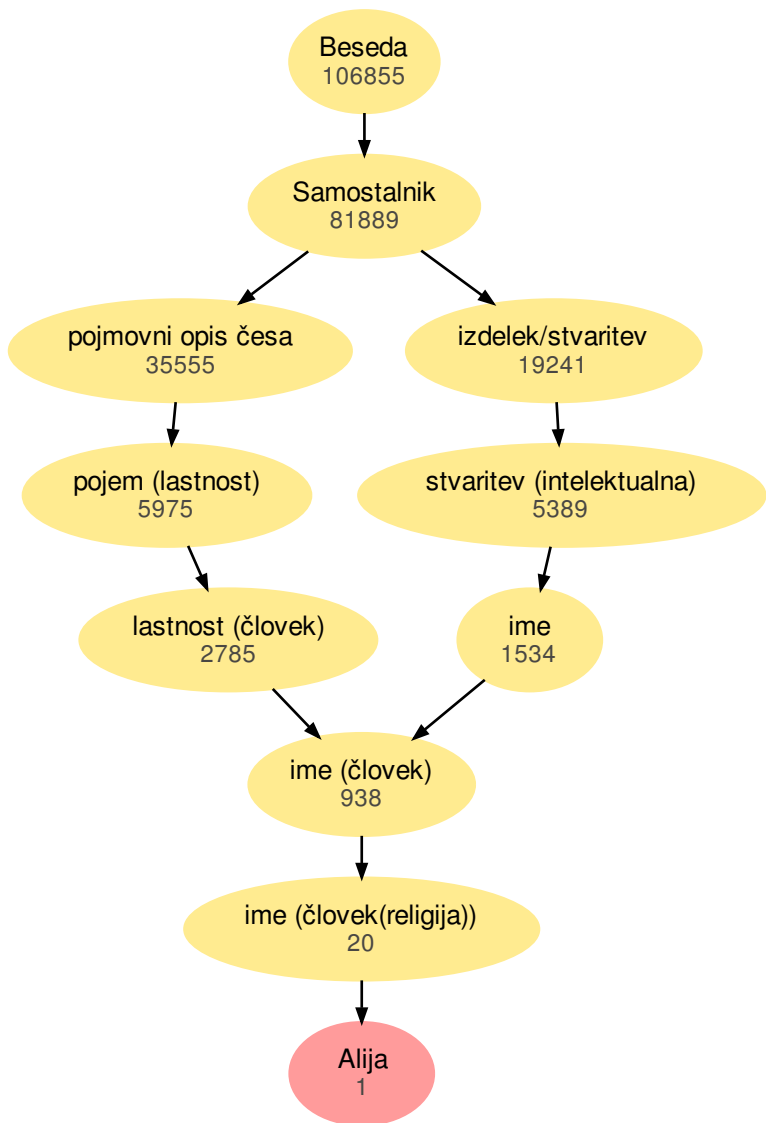 Beseda
106855
Samostalnik
81889
pojmovni opis česa
35555
izdelek/stvaritev
19241
pojem (lastnost)
5975
stvaritev (intelektualna)
5389
lastnost (človek)
2785
ime
1534
ime (človek)
938
ime (človek(religija))
20
Alija
1